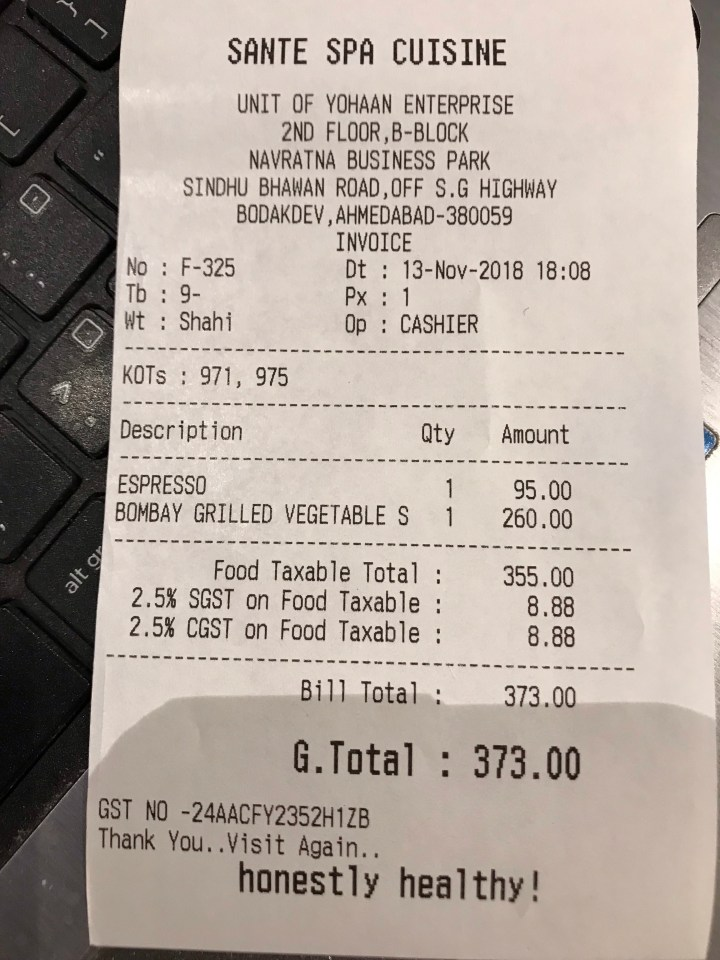 SANTE SPA CUISINE
UNIT OF YOHAAN ENTERPRISE
2ND FLOOR,B-BLOCK
NAVRATNA BUSINESS PARK
SINDHU BHAWAN ROAD,OFF S.G HIGHWAY
BODAKDEV,AHMEDABAD-380059
INVOICE
No : F-325 Dt : 13-Nov-2018 18:08
Tb : 9- Px : 1
Wt : Shahi Op : CASHIER
KOTs : 971, 975
Description Qty Amount
ESPRESSO 1 95.00
BOMBAY GRILLED VEGETABLE S 1 260.00
Food Taxable Total : 355.00
2.5% SGST on Food Taxable : 8.88
2.5% CGST on Food Taxable : 8.88
Bill Total : 373.00
G.Total : 373.00
GST NO -24AACFY2352H1ZB
Thank You..Visit Again..
honestly healthy!
alt gr